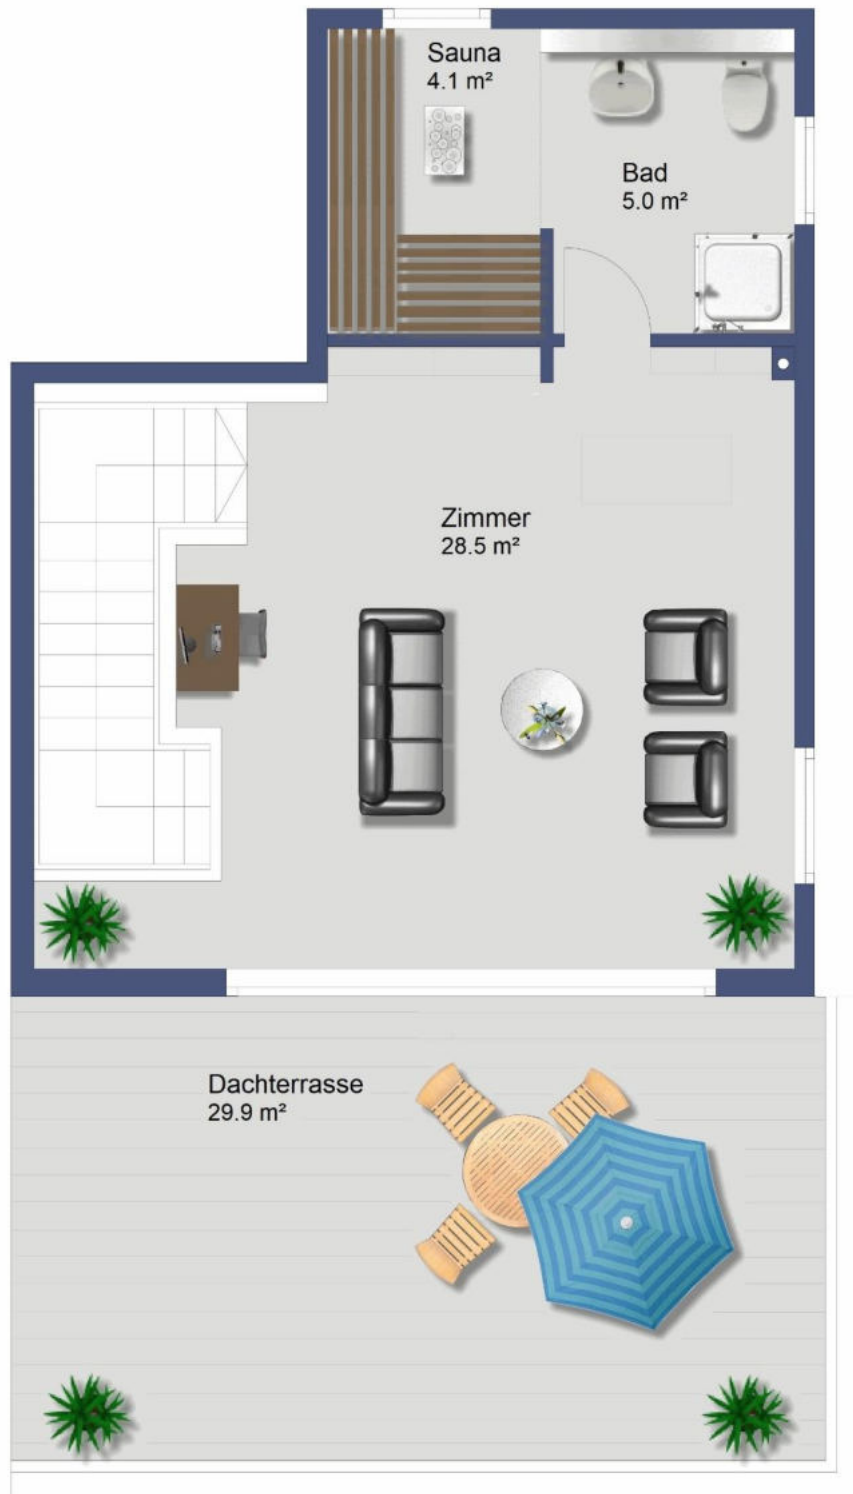 Sauna
4.1 m²
Bad
5.0 m²
Zimmer
28.5 m²
Dachterrasse
29.9 m²